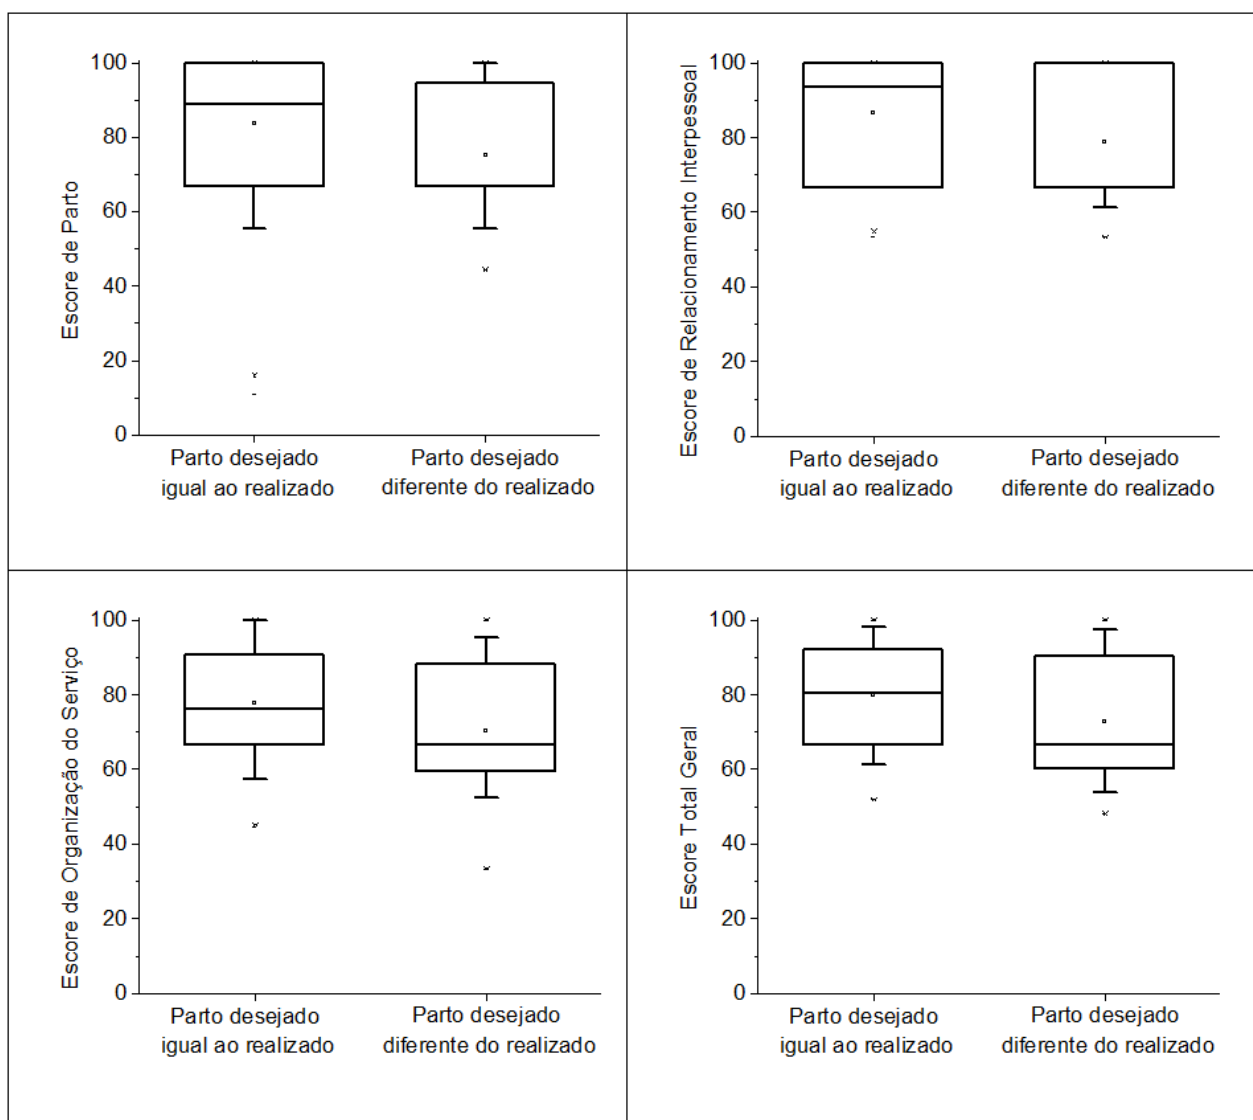 Escore de Parto
100
80
60
40
20
0
Parto desejado
igual ao realizado
Parto desejado
diferente do realizado
Escore de Relacionamento Interpessoal
100
80
60
40
20
0
Parto desejado
igual ao realizado
Parto desejado
diferente do realizado
Escore de Organização do Serviço
100
80
60
40
20
0
Parto desejado
igual ao realizado
Parto desejado
diferente do realizado
Escore Total Geral
100
80
60
40
20
0
Parto desejado
igual ao realizado
Parto desejado
diferente do realizado